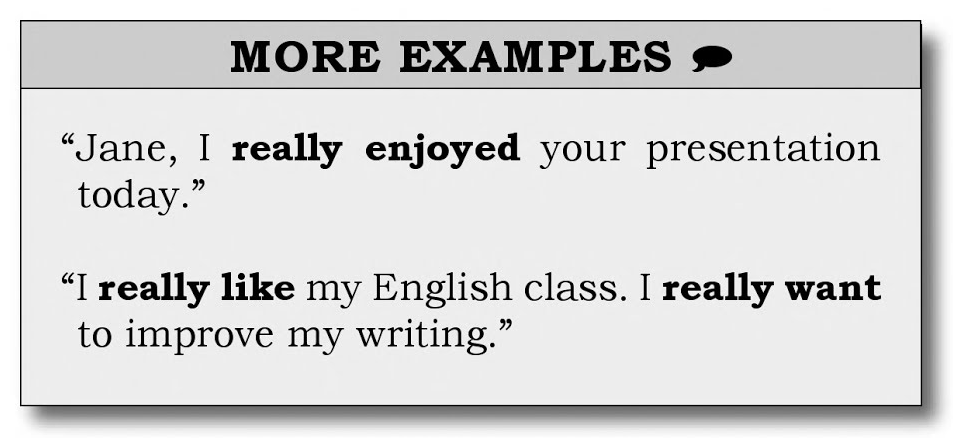 MORE EXAMPLES
“Jane, I really enjoyed your presentation
today.”
“I really like my English class. I really want
to improve my writing.”